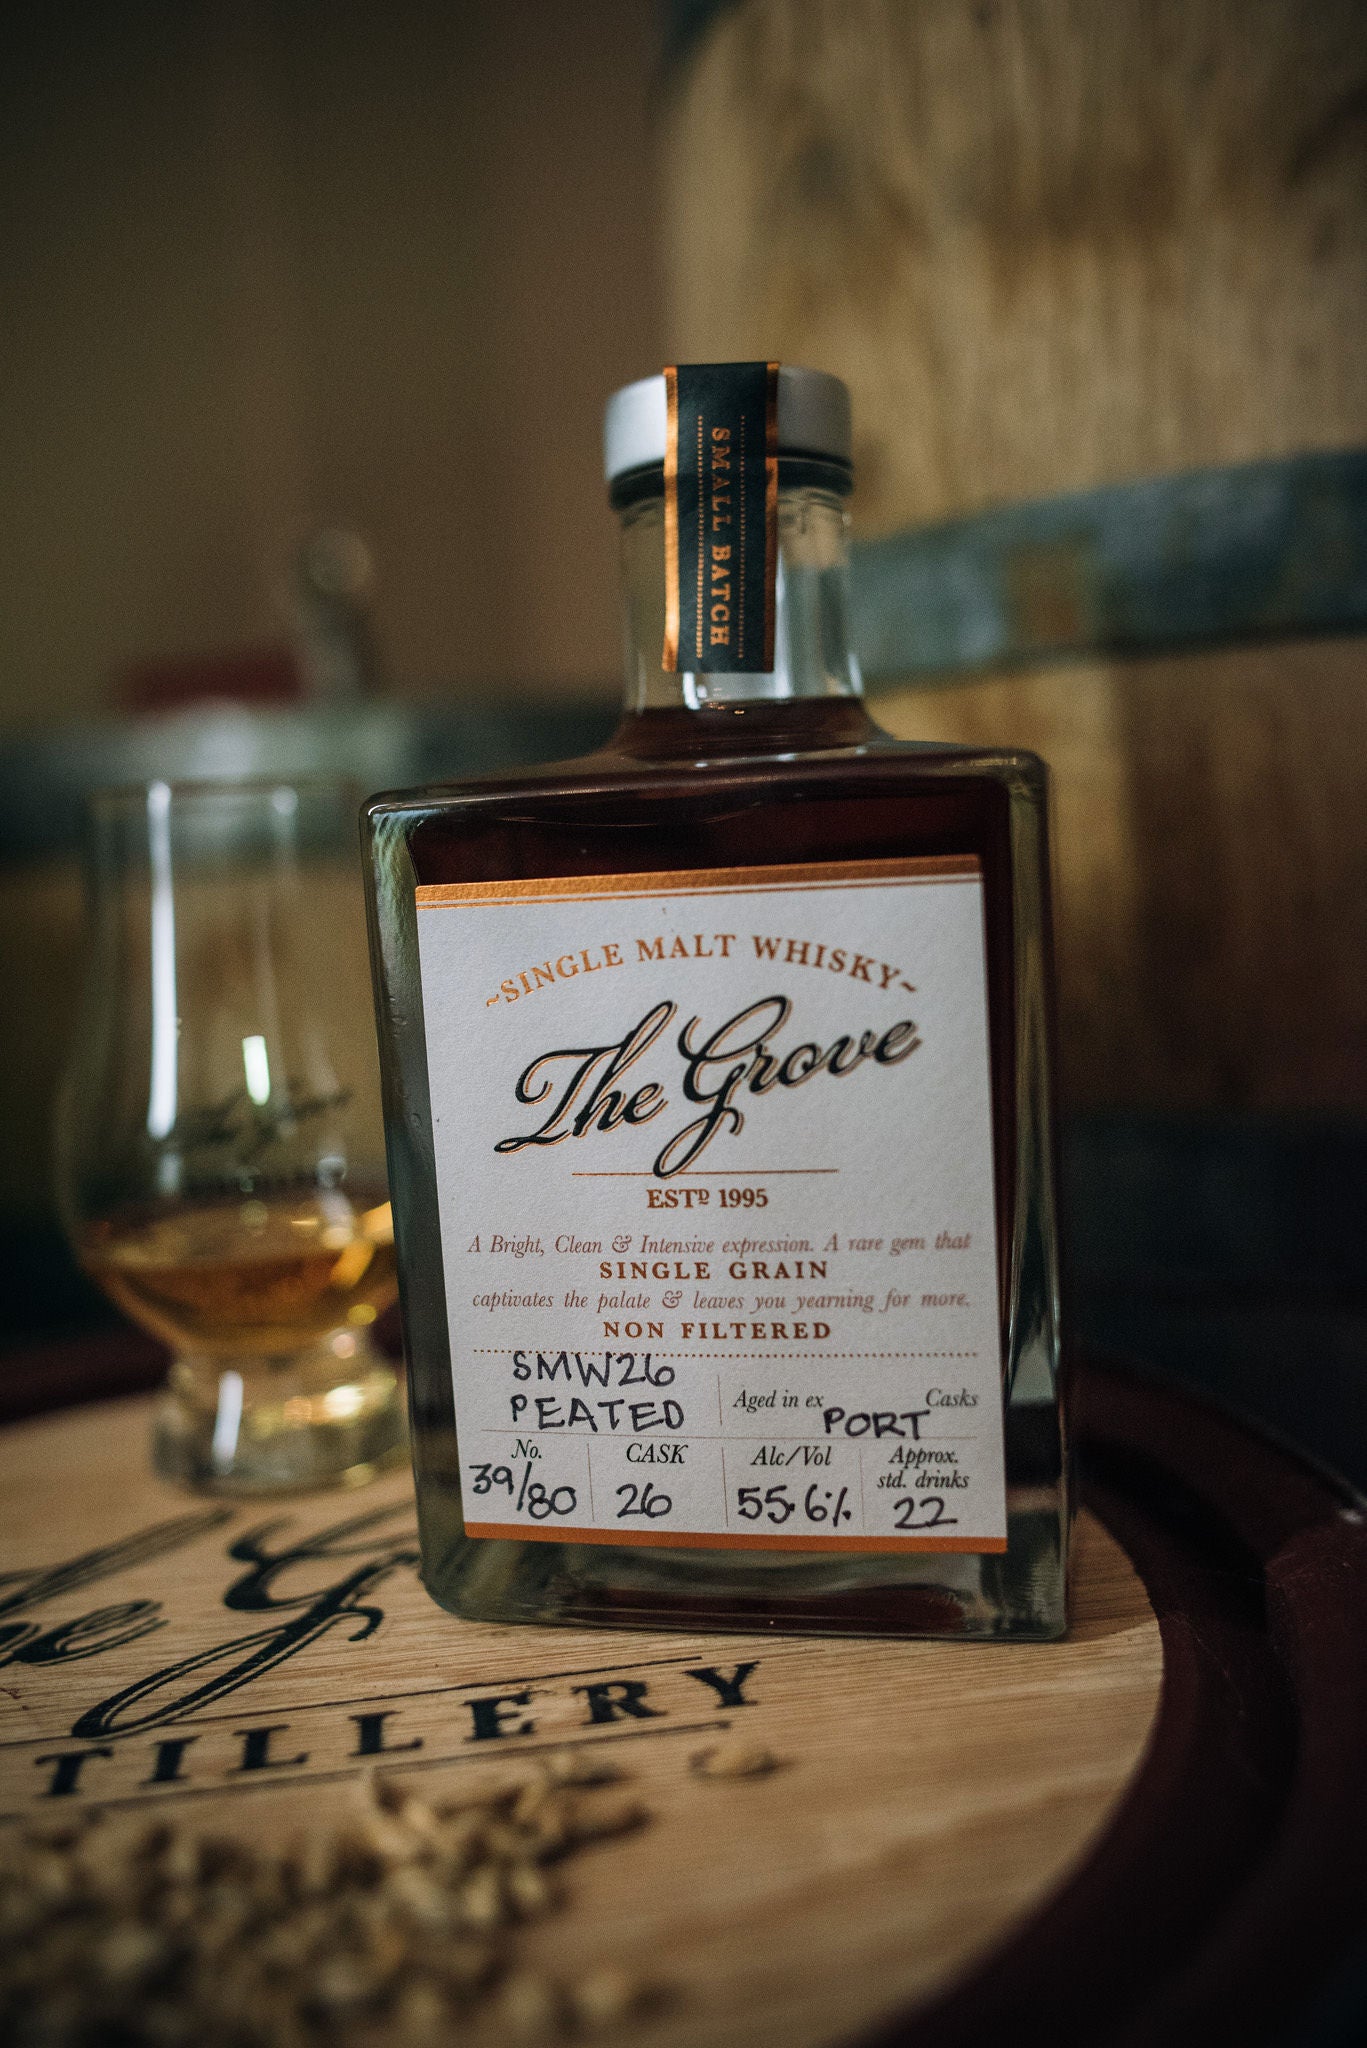 SMALL BATCH
~SINGLE MALT WHISKY~
The Grove
ESTD 1995
A Bright, Clean & Intensive expression. A rare gem that
SINGLE GRAIN
captivates the palate & leaves you yearning for more.
NON FILTERED
SMW26
PEATED
Aged in ex PORT Casks
No. CASK Alc/Vol Approx. std. drinks
39/80 26 55.6% 22
TILLERY